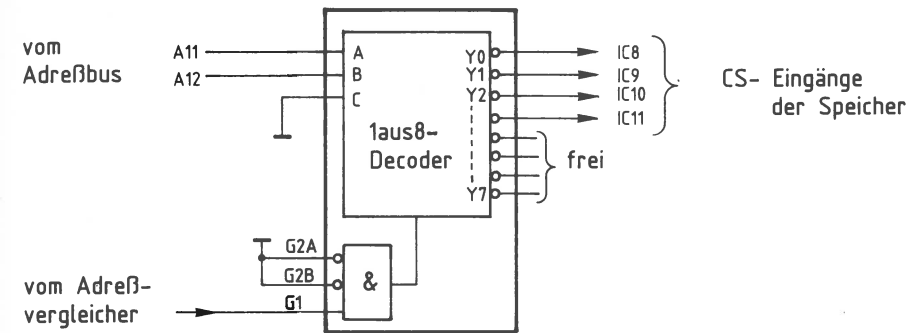 vom
Adreßbus
A11
A12
A
B
C
1aus8-
Decoder
Y0
Y1
Y2
Y7
IC8
IC9
IC10
IC11
frei
CS- Eingänge
der Speicher
G2A
G2B
G1
&
vom Adreß-
vergleicher